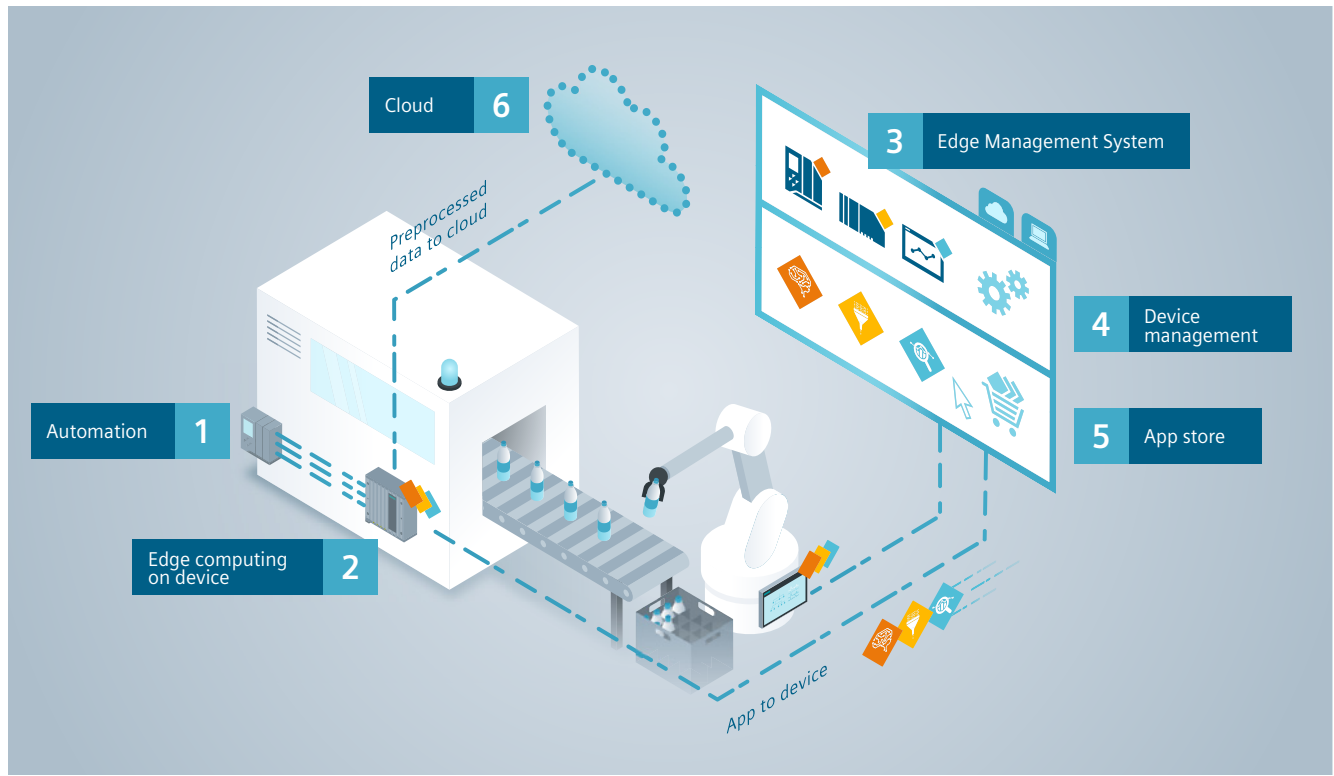 Cloud
6
3
Edge Management System
Preprocessed
data to cloud
4
Device
management
Automation
1
5
App store
Edge computing
on device
2
App to device